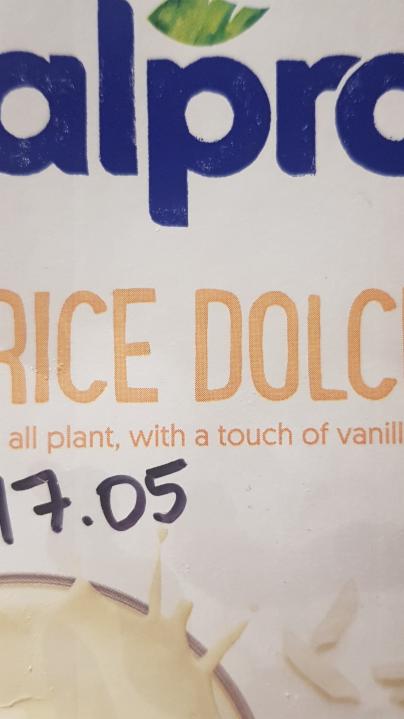 alpro
RICE DOLC
all plant, with a touch of vanill
17.05